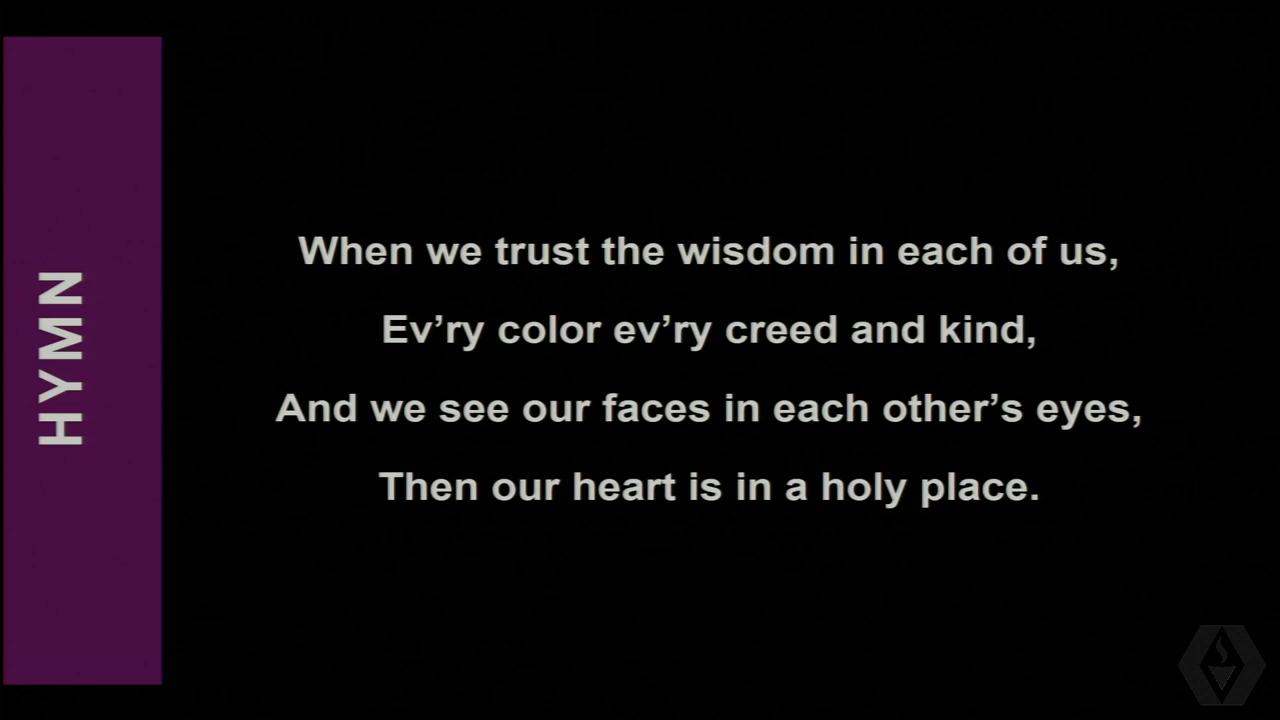 HYMN
When we trust the wisdom in each of us,
Ev’ry color ev’ry creed and kind,
And we see our faces in each other’s eyes,
Then our heart is in a holy place.